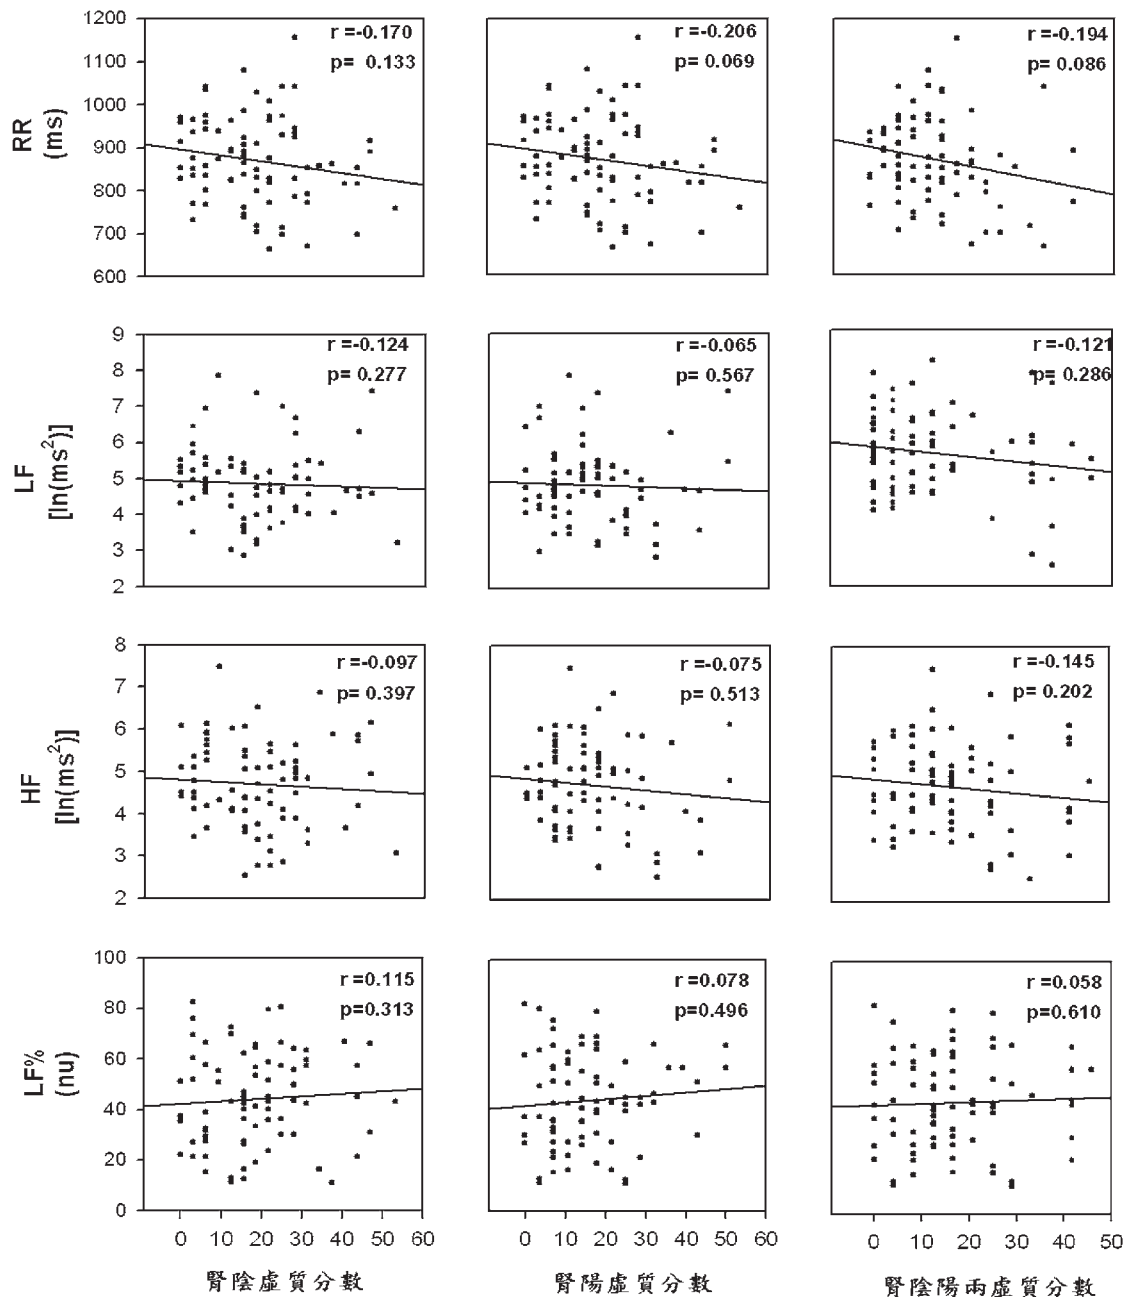 1200
1100
1000
900
800
700
600
RR
(ms)
r =-0.170
p= 0.133
r =-0.206
p= 0.069
r =-0.194
p= 0.086
9
8
7
6
5
4
3
2
LF
[ln(ms²)]
r =-0.124
p= 0.277
r =-0.065
p= 0.567
r =-0.121
p= 0.286
8
7
6
5
4
3
2
HF
[ln(ms²)]
r =-0.097
p= 0.397
r =-0.075
p= 0.513
r =-0.145
p= 0.202
100
80
60
40
20
0
LF%
(nu)
r =0.115
p=0.313
r =0.078
p=0.496
r =0.058
p=0.610
0 10 20 30 40 50 60
0 10 20 30 40 50 60
0 10 20 30 40 50
腎陰虛質分數
腎陽虛質分數
腎陰陽兩虛質分數